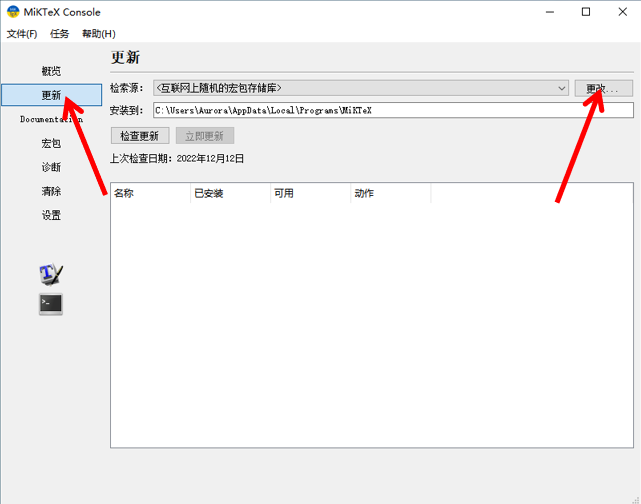 MiKTeX Console
文件(F) 任务 帮助(H)
更新
概览
更新
Documentation
宏包
诊断
清除
设置
检索源: <互联网上随机的宏包存储库> 更改...
安装到: C:\Users\Aurora\AppData\Local\Programs\MiKTeX
检查更新 立即更新
上次检查日期: 2022年12月12日
名称 已安装 可用 动作